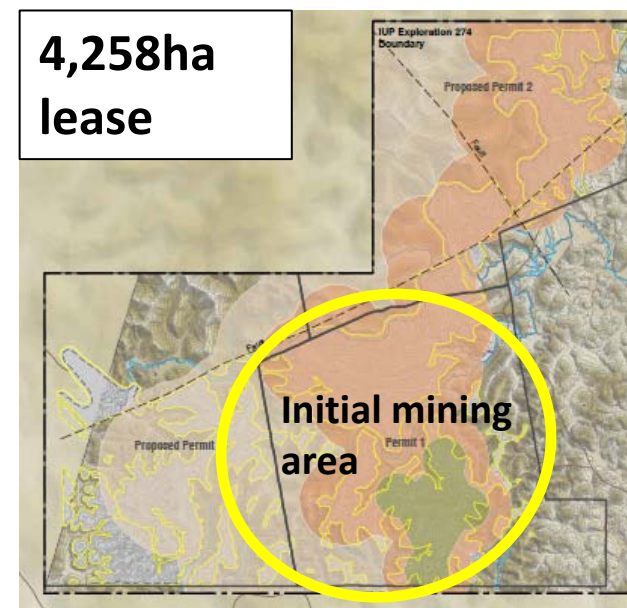 4,258ha
lease
IUP Exploration 274
Boundary
Proposed Permit 2
Fault
Fault
Initial mining
area
Proposed Permit
Permit 1